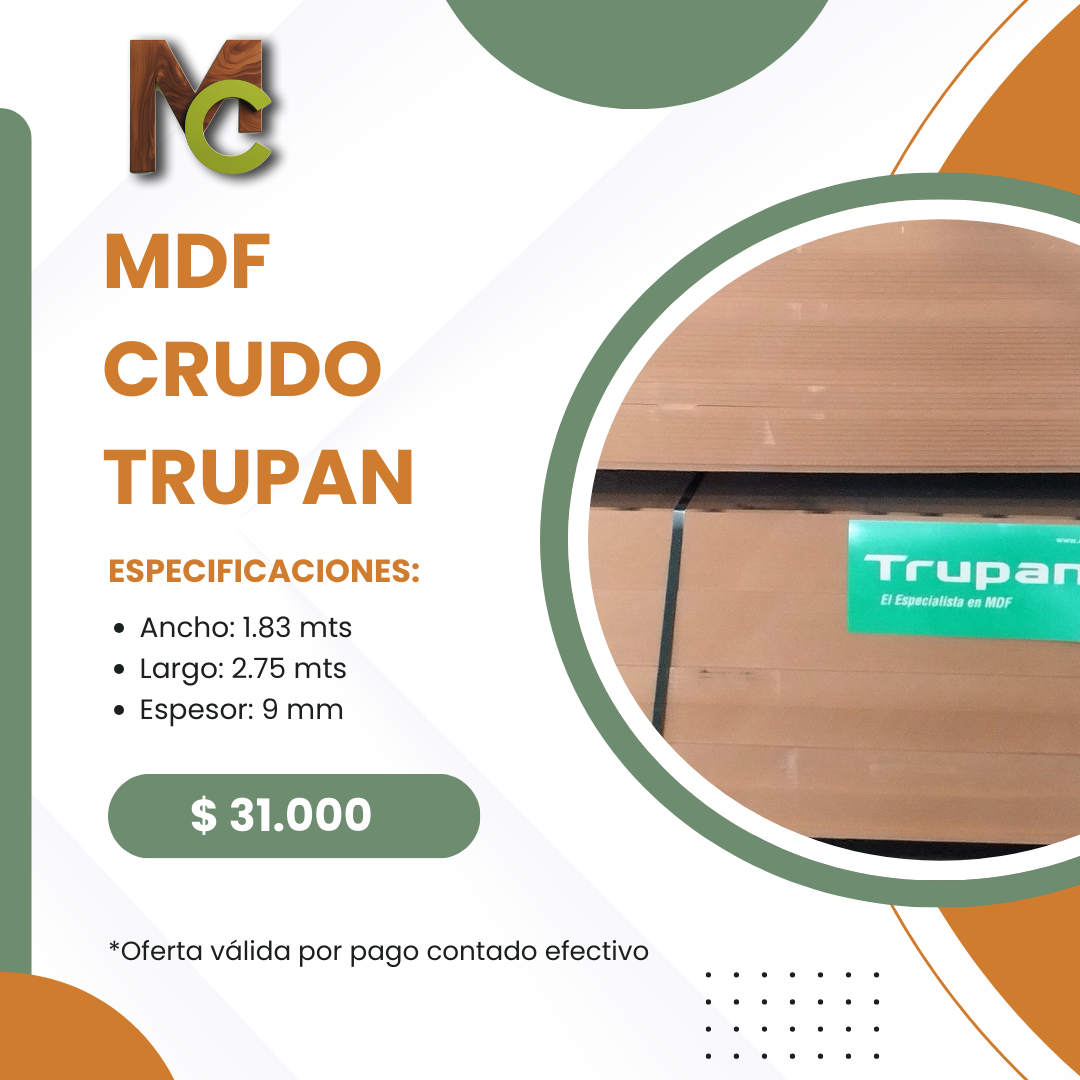 MC
MDF
CRUDO
TRUPAN
ESPECIFICACIONES:
• Ancho: 1.83 mts
• Largo: 2.75 mts
• Espesor: 9 mm
$ 31.000
*Oferta válida por pago contado efectivo
www.
Trupan
El Especialista en MDF